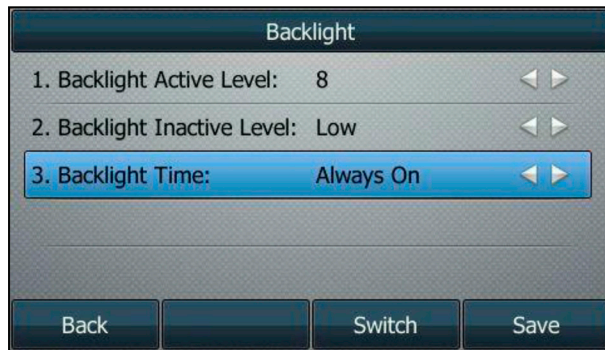 Backlight
1. Backlight Active Level: 8
2. Backlight Inactive Level: Low
3. Backlight Time: Always On
Back Switch Save